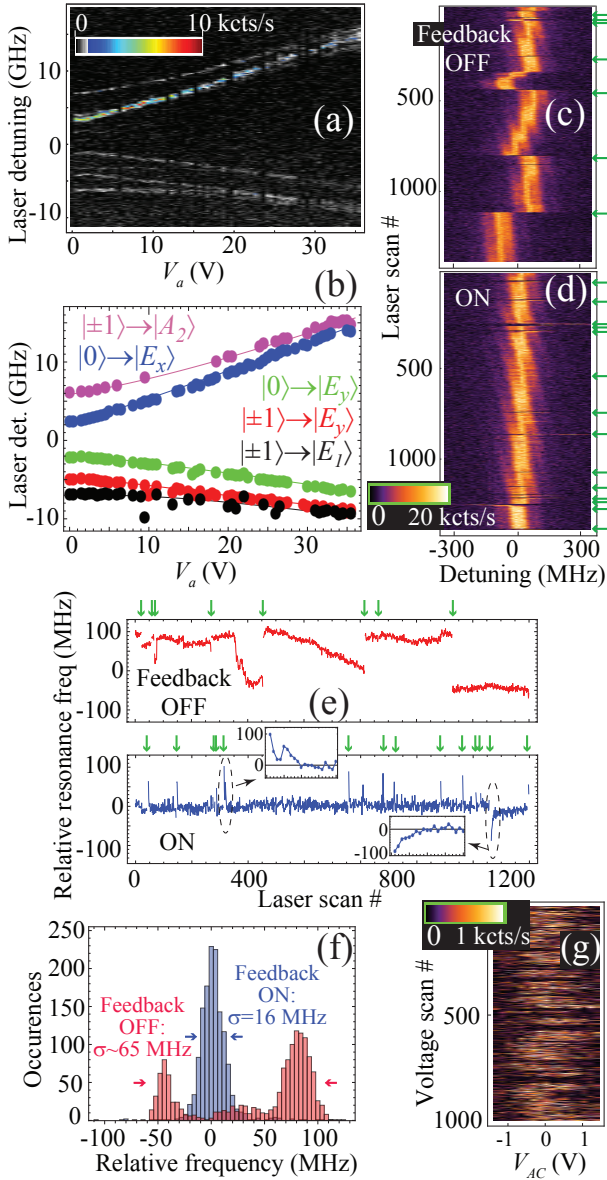 0 10 kcts/s
Laser detuning (GHz)
10
0
-10
(a)
0 10 20 30
Vₐ (V)
(b)
Laser det. (GHz)
10
0
-10
|±1⟩→|A₂⟩
|0⟩→|Eₓ⟩
|0⟩→|E_y⟩
|±1⟩→|E_y⟩
|±1⟩→|E₁⟩
0 10 20 30
Vₐ (V)
Feedback
OFF
(c)
500
1000
Laser scan #
ON
(d)
500
1000
0 20 kcts/s
-300 0 300
Detuning (MHz)
Relative resonance freq (MHz)
100
0
-100
Feedback
OFF
(e)
100
0
-100
ON
100
0
0
-100
0 400 800 1200
Laser scan #
(f)
Occurences
250
200
150
100
50
0
Feedback
OFF:
σ~65 MHz
Feedback
ON:
σ=16 MHz
-100 -50 0 50 100
Relative frequency (MHz)
0 1 kcts/s
(g)
Voltage scan #
500
1000
-1 0 1
V_AC (V)